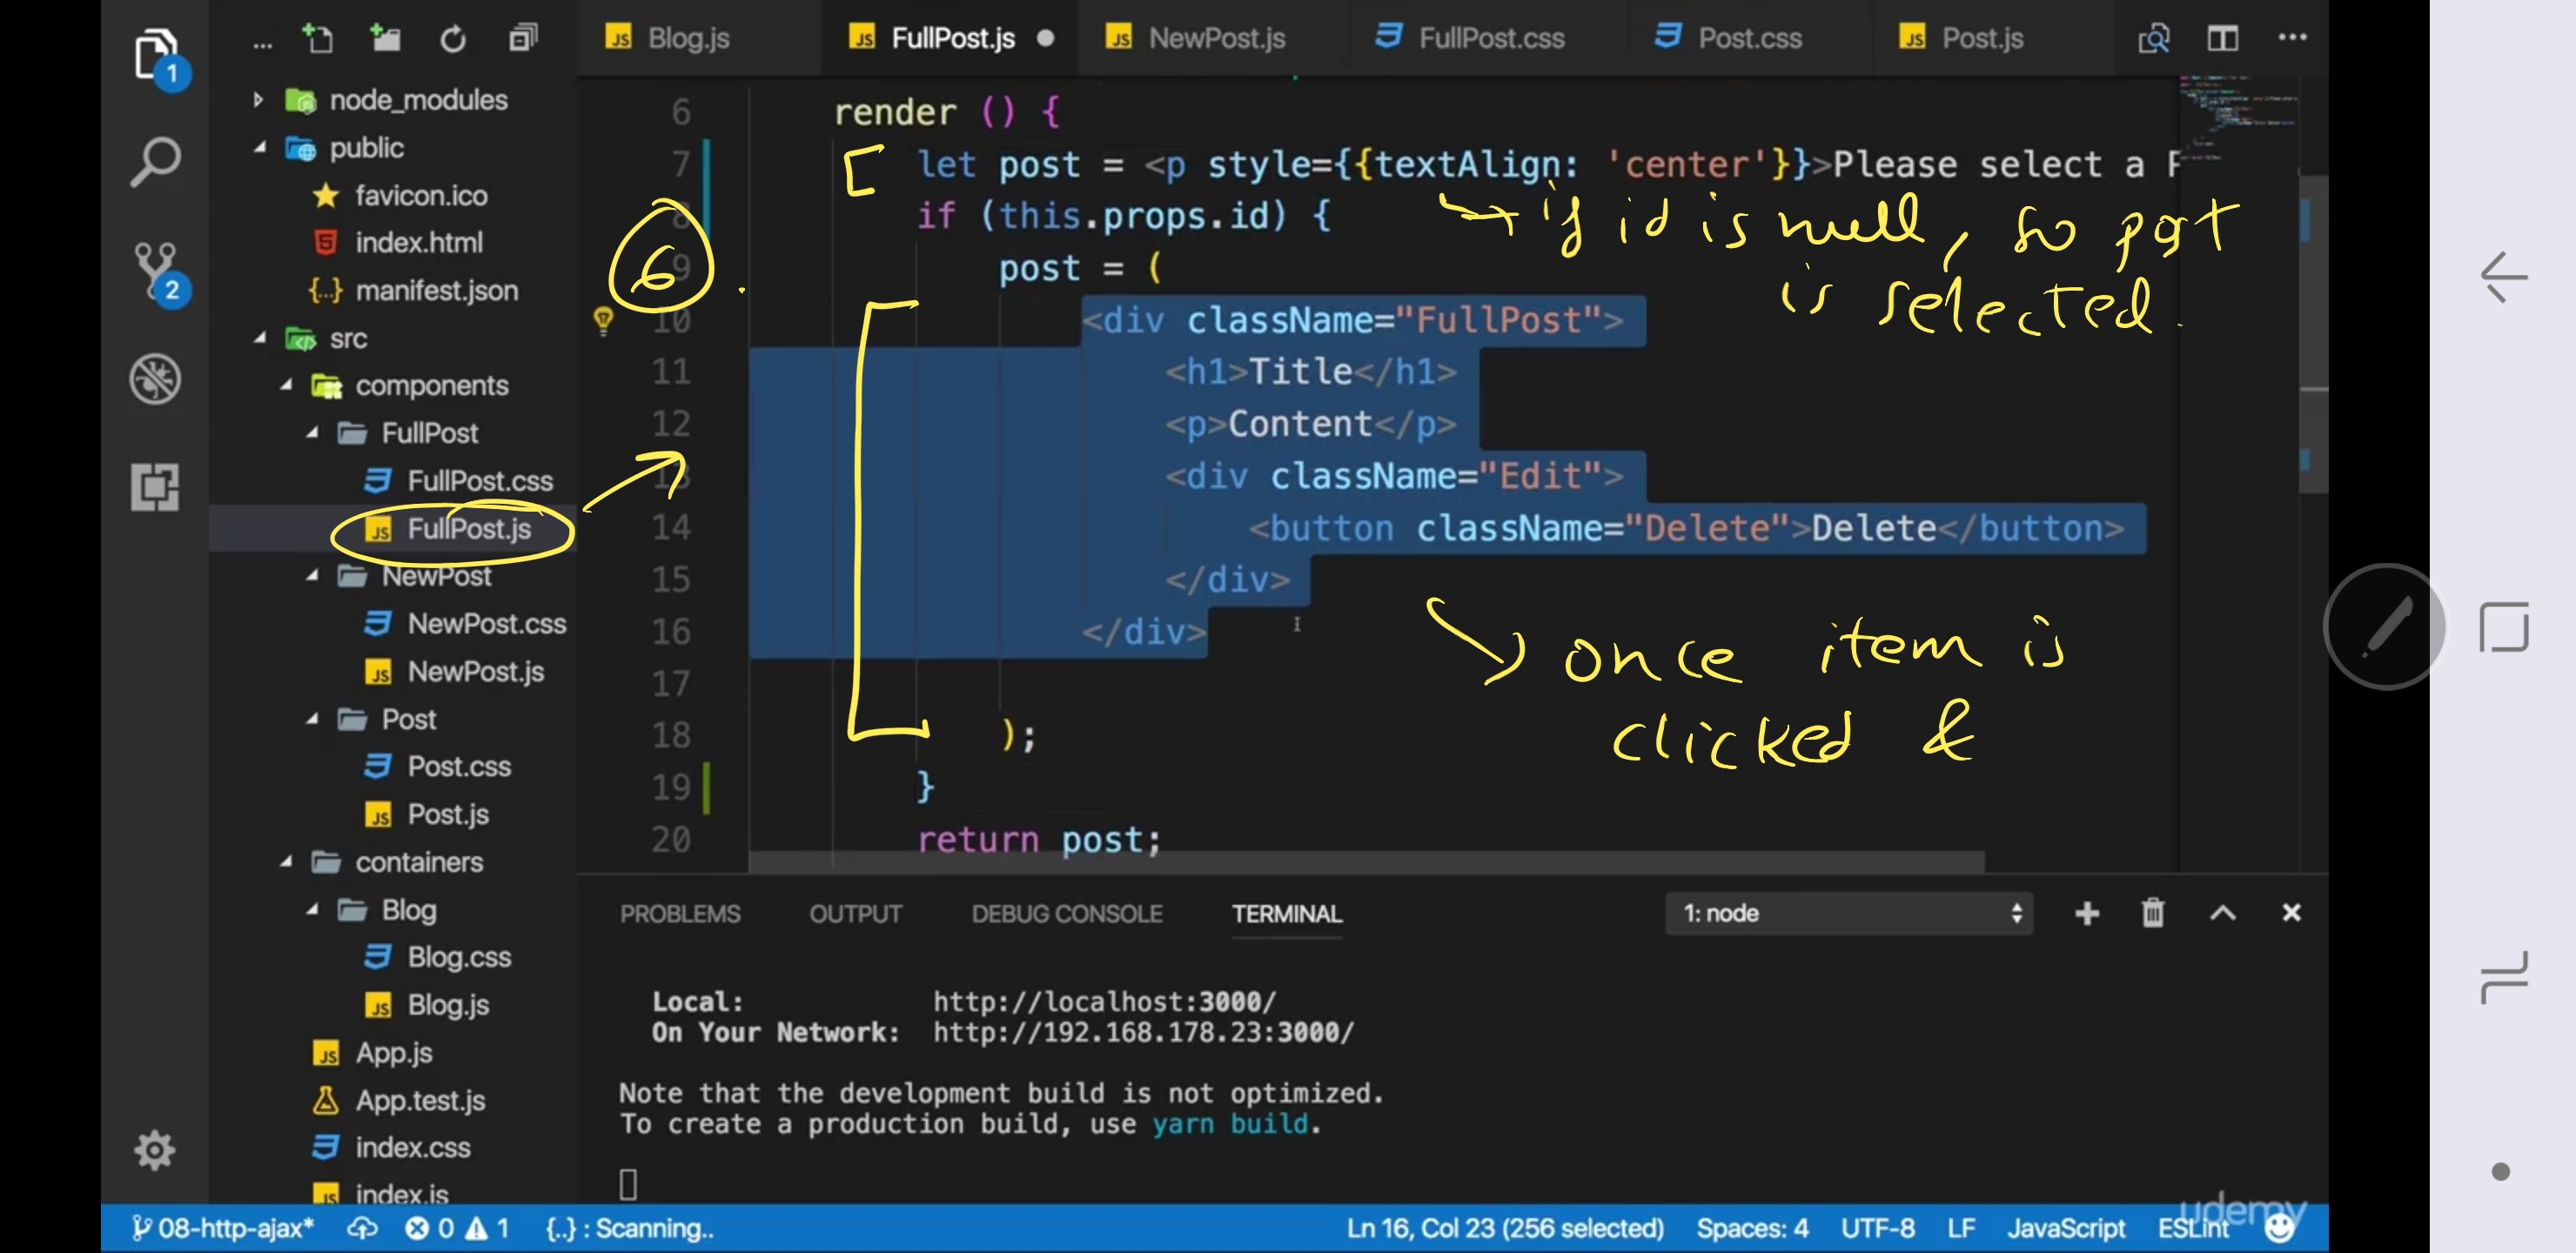 ... 
Blog.js
FullPost.js
NewPost.js
FullPost.css
Post.css
Post.js
...
1
2
node_modules
public
favicon.ico
index.html
manifest.json
src
components
FullPost
FullPost.css
FullPost.js
NewPost
NewPost.css
NewPost.js
Post
Post.css
Post.js
containers
Blog
Blog.css
Blog.js
App.js
App.test.js
index.css
index.js
6 render () {
7 let post = <p style={{textAlign: 'center'}}>Please select a P
8 if (this.props.id) {
9 post = (
10 <div className="FullPost">
11 <h1>Title</h1>
12 <p>Content</p>
13 <div className="Edit">
14 <button className="Delete">Delete</button>
15 </div>
16 </div>
17
18 );
19 }
20 return post;
6.
if id is null, so post
is selected.
once item is
clicked &
PROBLEMS OUTPUT DEBUG CONSOLE TERMINAL 1: node
Local: http://localhost:3000/
On Your Network: http://192.168.178.23:3000/
Note that the development build is not optimized.
To create a production build, use yarn build.
08-http-ajax* 0 1 {..} : Scanning.. Ln 16, Col 23 (256 selected) Spaces: 4 UTF-8 LF JavaScript ESLint
udemy